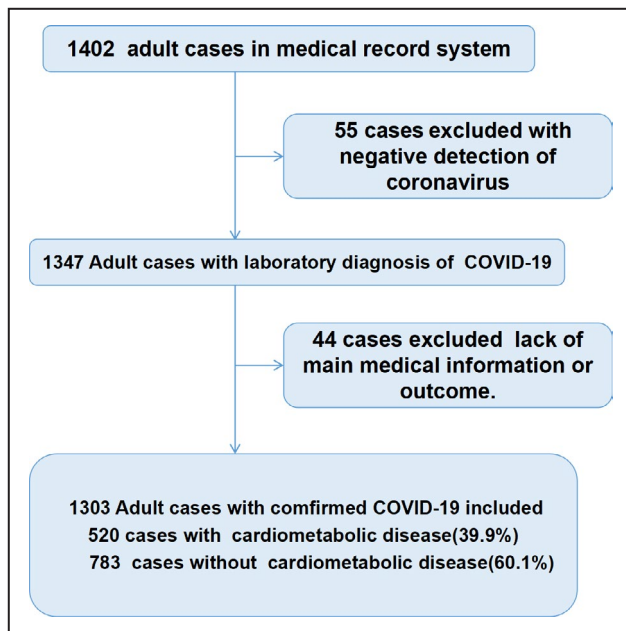 1402 adult cases in medical record system
55 cases excluded with
negative detection of
coronavirus
1347 Adult cases with laboratory diagnosis of COVID-19
44 cases excluded lack of
main medical information or
outcome.
1303 Adult cases with comfirmed COVID-19 included
520 cases with cardiometabolic disease(39.9%)
783 cases without cardiometabolic disease(60.1%)